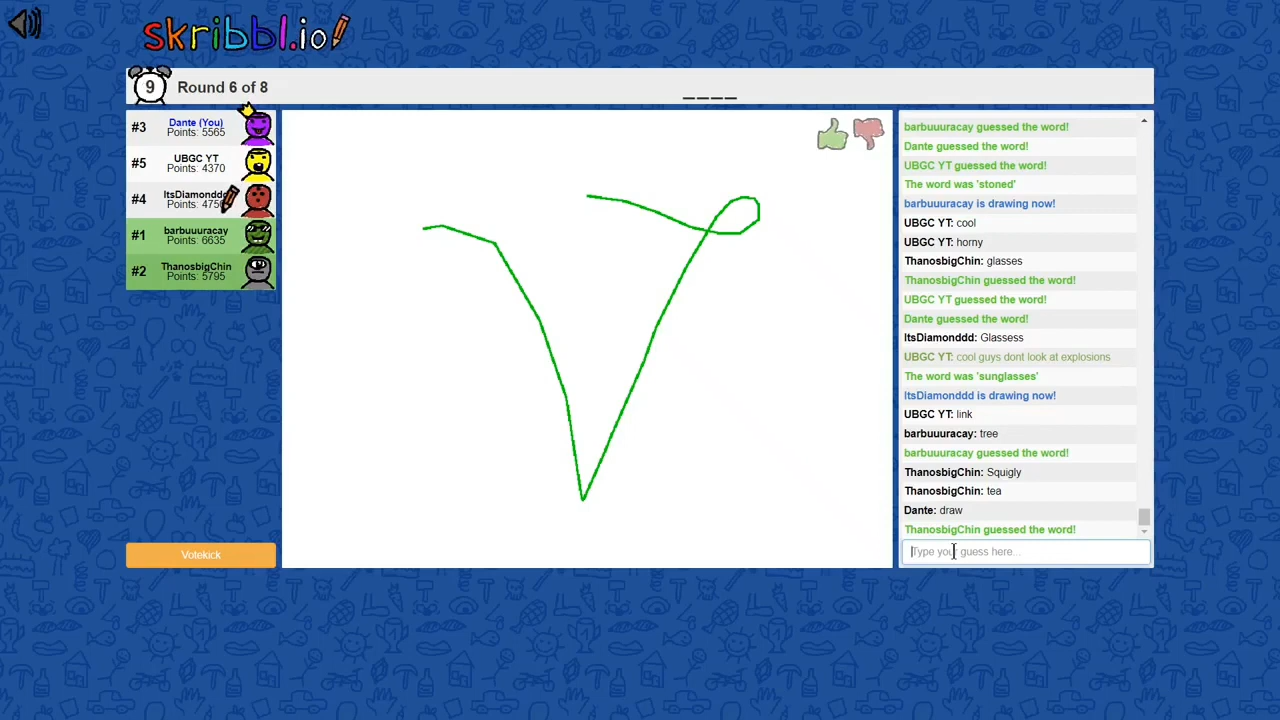 skribbl.io
9
Round 6 of 8
_ _ _ _
#3
Dante (You)
Points: 5565
#5
UBGC YT
Points: 4370
#4
ItsDiamonddd
#1
barbuuuracay
Points: 6635
#2
ThanosbigChin
Points: 5795
Votekick
barbuuuracay guessed the word!
Dante guessed the word!
UBGC YT guessed the word!
The word was 'stoned'
barbuuuracay is drawing now!
UBGC YT: cool
UBGC YT: horny
ThanosbigChin: glasses
ThanosbigChin guessed the word!
UBGC YT guessed the word!
Dante guessed the word!
ItsDiamonddd: Glassess
UBGC YT: cool guys dont look at explosions
The word was 'sunglasses'
ItsDiamonddd is drawing now!
UBGC YT: link
barbuuuracay: tree
barbuuuracay guessed the word!
ThanosbigChin: Squigly
ThanosbigChin: tea
Dante: draw
ThanosbigChin guessed the word!
Type your guess here...